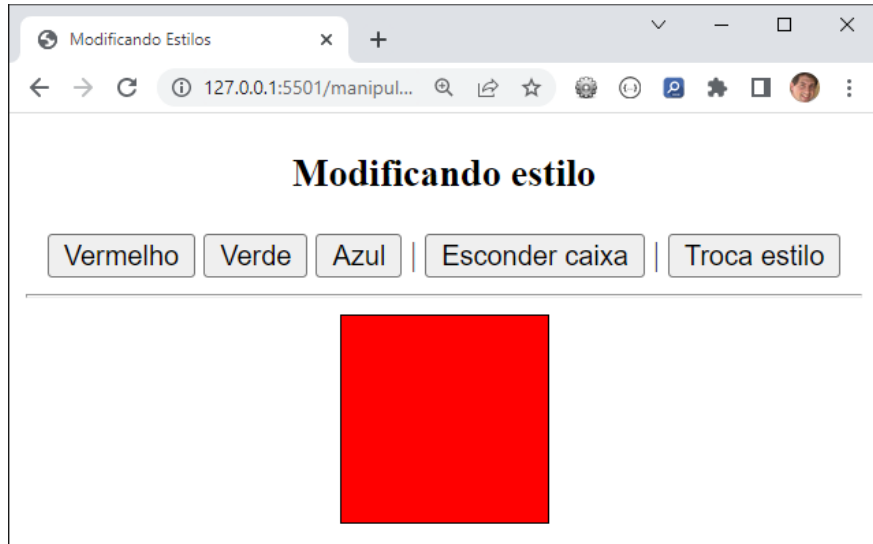 Modificando Estilos
127.0.0.1:5501/manipul...
Modificando estilo
Vermelho Verde Azul | Esconder caixa | Troca estilo